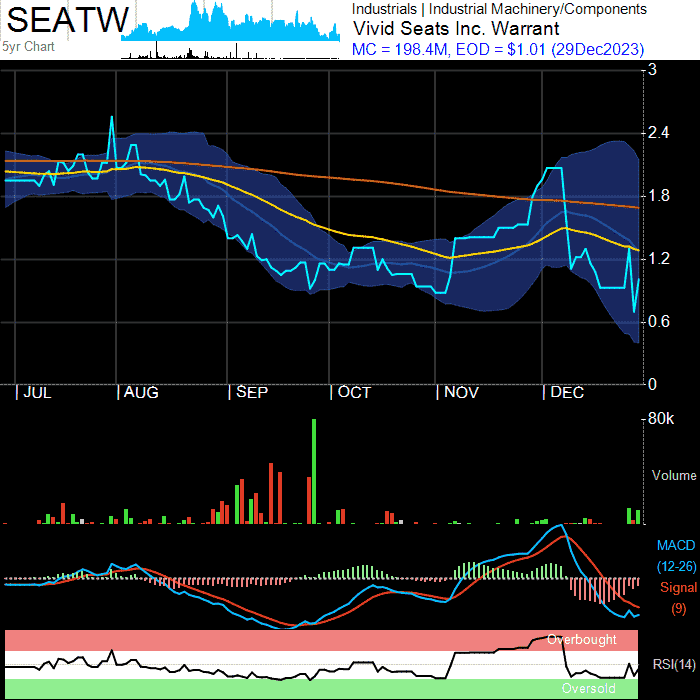 SEATW
5yr Chart
Industrials | Industrial Machinery/Components
Vivid Seats Inc. Warrant
MC = 198.4M, EOD = $1.01 (29Dec2023)
3
2.4
1.8
1.2
0.6
0
JUL
AUG
SEP
OCT
NOV
DEC
80k
Volume
MACD
(12-26)
Signal
(9)
Overbought
RSI(14)
Oversold